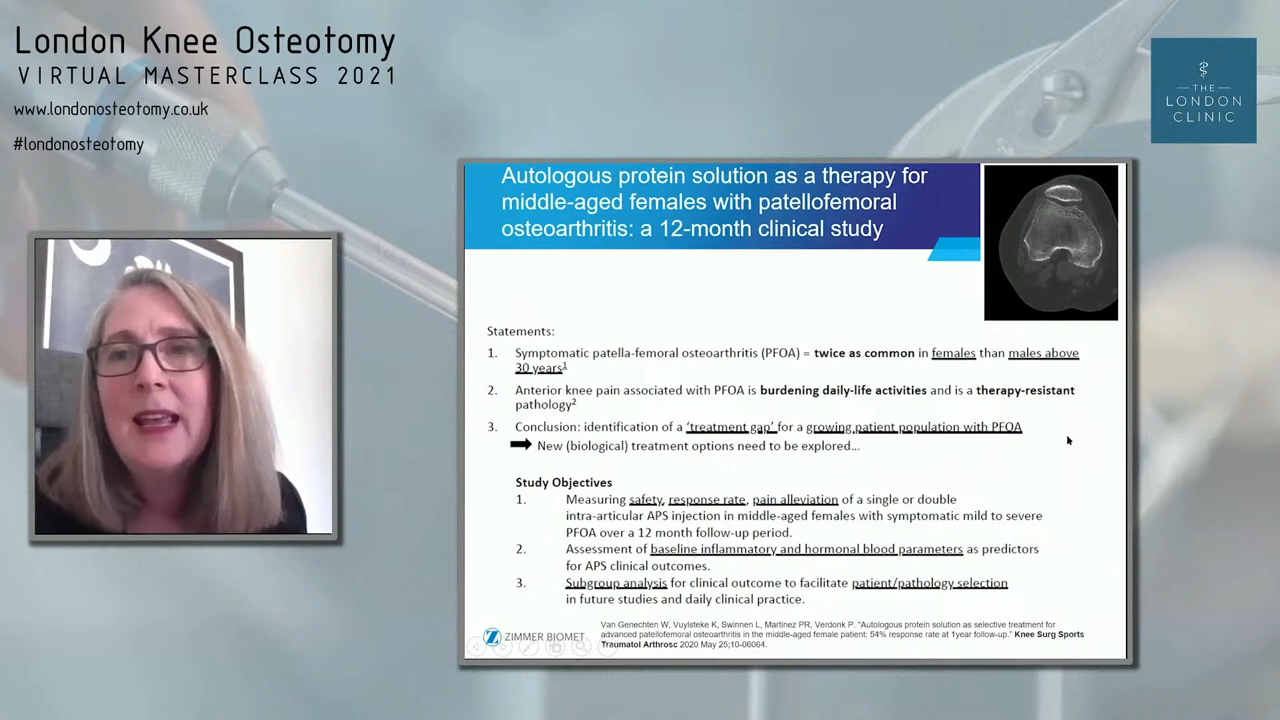 London Knee Osteotomy
VIRTUAL MASTERCLASS 2021
www.londonosteotomy.co.uk
#londonosteotomy
THE
LONDON
CLINIC
Autologous protein solution as a therapy for
middle-aged females with patellofemoral
osteoarthritis: a 12-month clinical study
Statements:
1. Symptomatic patella-femoral osteoarthritis (PFOA) = twice as common in females than males above
30 years1
2. Anterior knee pain associated with PFOA is burdening daily-life activities and is a therapy-resistant
pathology2
3. Conclusion: identification of a ‘treatment gap’ for a growing patient population with PFOA
New (biological) treatment options need to be explored...
Study Objectives
1. Measuring safety, response rate, pain alleviation of a single or double
intra-articular APS injection in middle-aged females with symptomatic mild to severe
PFOA over a 12 month follow-up period.
2. Assessment of baseline inflammatory and hormonal blood parameters as predictors
for APS clinical outcomes.
3. Subgroup analysis for clinical outcome to facilitate patient/pathology selection
in future studies and daily clinical practice.
ZIMMER BIOMET
Van Genechten W, Vuylsteke K, Swinnen L, Martinez PR, Verdonk P. "Autologous protein solution as selective treatment for
advanced patellofemoral osteoarthritis in the middle-aged female patient: 54% response rate at 1year follow-up." Knee Surg Sports
Traumatol Arthrosc 2020 May 25;10-06064.